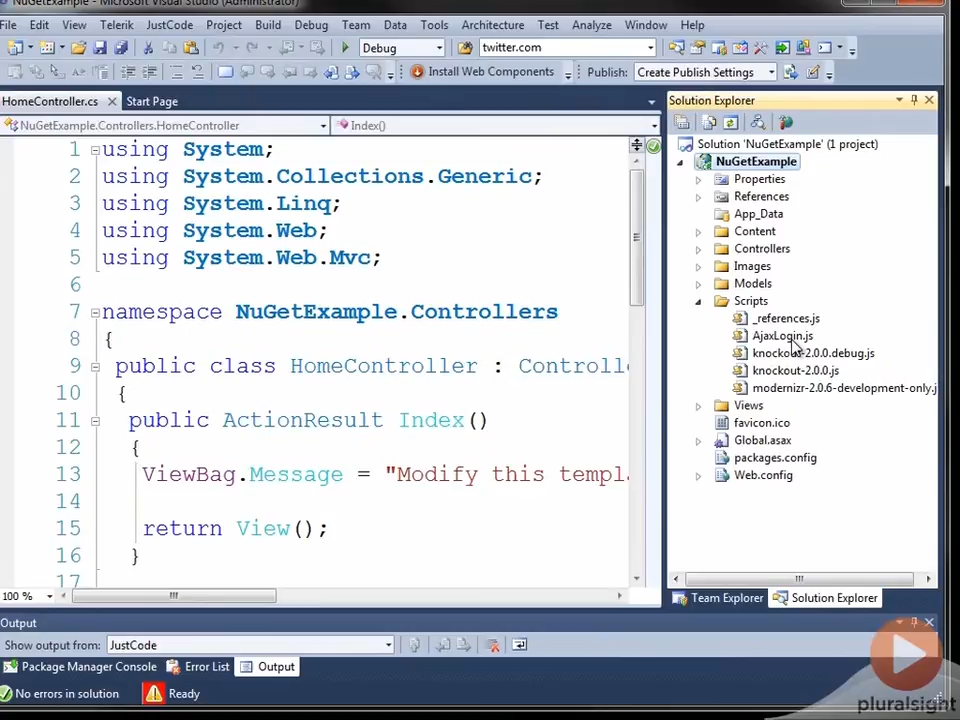 NuGetExample - Microsoft Visual Studio (Administrator)
File Edit View Telerik JustCode Project Build Debug Team Data Tools Architecture Test Analyze Window Help
Debug twitter.com
Install Web Components Publish: Create Publish Settings
HomeController.cs Start Page
NuGetExample.Controllers.HomeController Index()
1 using System;
2 using System.Collections.Generic;
3 using System.Linq;
4 using System.Web;
5 using System.Web.Mvc;
6
7 namespace NuGetExample.Controllers
8 {
9 public class HomeController : Controlle
10 {
11 public ActionResult Index()
12 {
13 ViewBag.Message = "Modify this templa
14
15 return View();
16 }
17
100 %
Solution Explorer
Solution 'NuGetExample' (1 project)
NuGetExample
Properties
References
App_Data
Content
Controllers
Images
Models
Scripts
_references.js
AjaxLogin.js
knockout-2.0.0.debug.js
knockout-2.0.0.js
modernizr-2.0.6-development-only.j
Views
favicon.ico
Global.asax
packages.config
Web.config
Team Explorer Solution Explorer
Output
Show output from: JustCode
Package Manager Console Error List Output
No errors in solution Ready
pluralsight